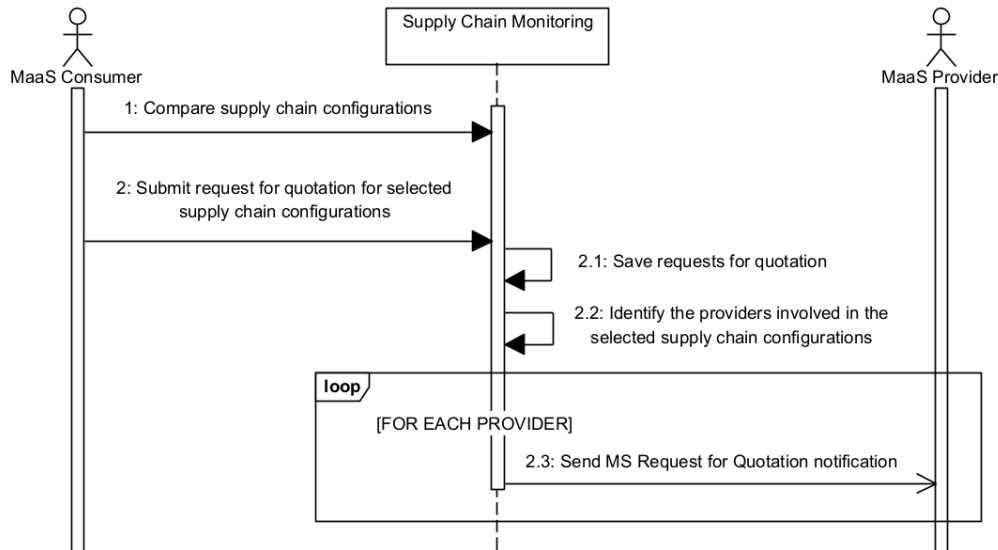 Supply Chain Monitoring
MaaS Consumer
MaaS Provider
1: Compare supply chain configurations
2: Submit request for quotation for selected
supply chain configurations
2.1: Save requests for quotation
2.2: Identify the providers involved in the
selected supply chain configurations
loop
[FOR EACH PROVIDER]
2.3: Send MS Request for Quotation notification